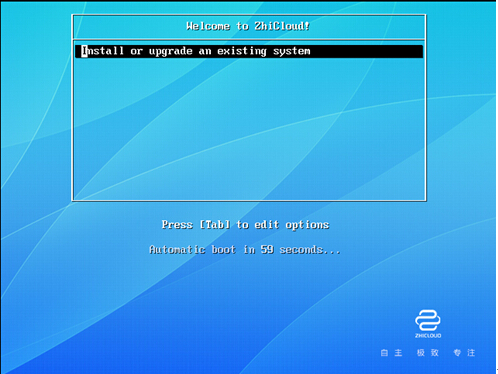 Welcome to ZhiCloud!
Install or upgrade an existing system
Press [Tab] to edit options
Automatic boot in 59 seconds...
ZHICLOUD
自主 极致 专注